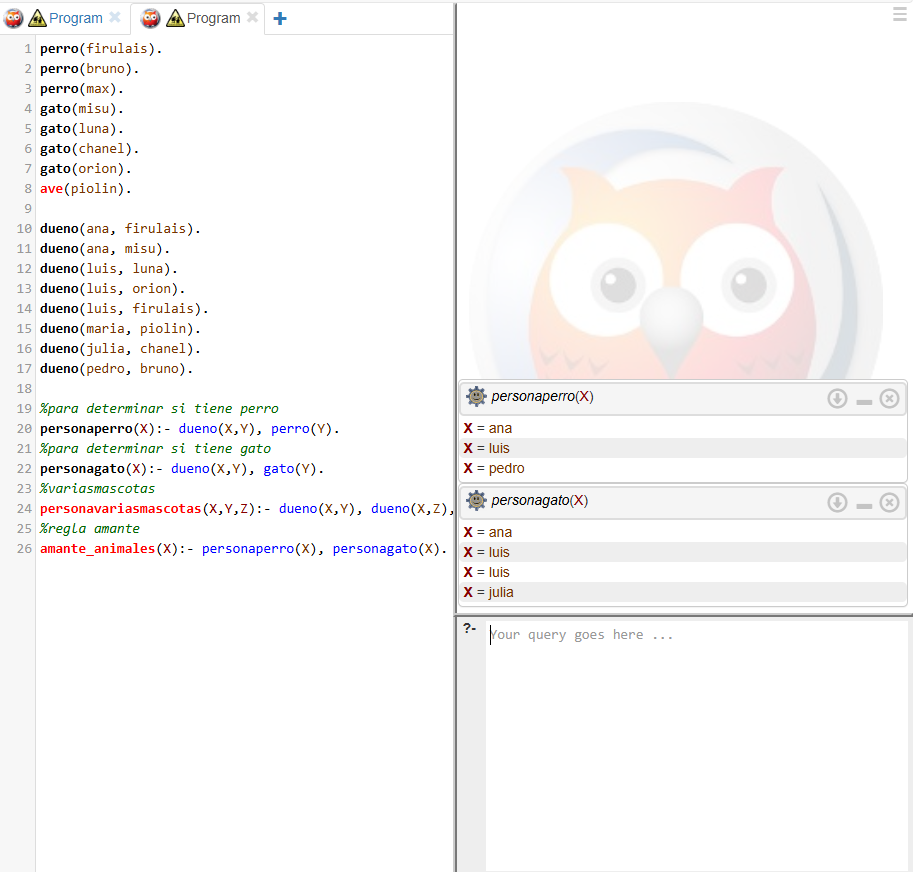 Program
Program
1 perro(firulais).
2 perro(bruno).
3 perro(max).
4 gato(misu).
5 gato(luna).
6 gato(chanel).
7 gato(orion).
8 ave(piolin).
9
10 dueno(ana, firulais).
11 dueno(ana, misu).
12 dueno(luis, luna).
13 dueno(luis, orion).
14 dueno(luis, firulais).
15 dueno(maria, piolin).
16 dueno(julia, chanel).
17 dueno(pedro, bruno).
18
19 %para determinar si tiene perro
20 personaperro(X):- dueno(X,Y), perro(Y).
21 %para determinar si tiene gato
22 personagato(X):- dueno(X,Y), gato(Y).
23 %variasmascotas
24 personavariasmascotas(X,Y,Z):- dueno(X,Y), dueno(X,Z),
25 %regla amante
26 amante_animales(X):- personaperro(X), personagato(X).
personaperro(X)
X = ana
X = luis
X = pedro
personagato(X)
X = ana
X = luis
X = luis
X = julia
?- Your query goes here ...